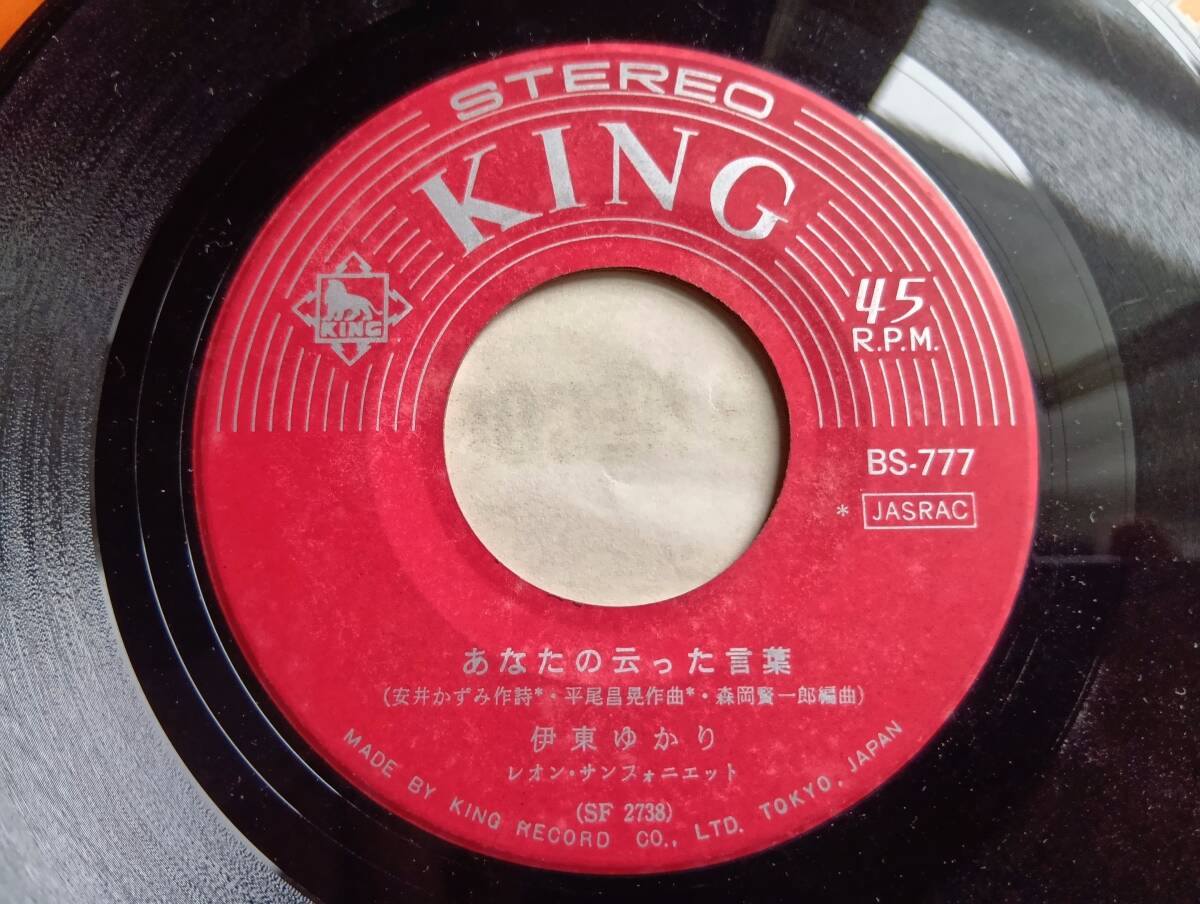 STEREO
KING
KING
45
R.P.M.
BS-777
* JASRAC
あなたの云った言葉
(安井かずみ作詩*・平尾昌晃作曲*・森岡賢一郎編曲)
伊東ゆかり
レオン・サンフォニエット
(SF 2738)
MADE BY KING RECORD CO., LTD. TOKYO, JAPAN